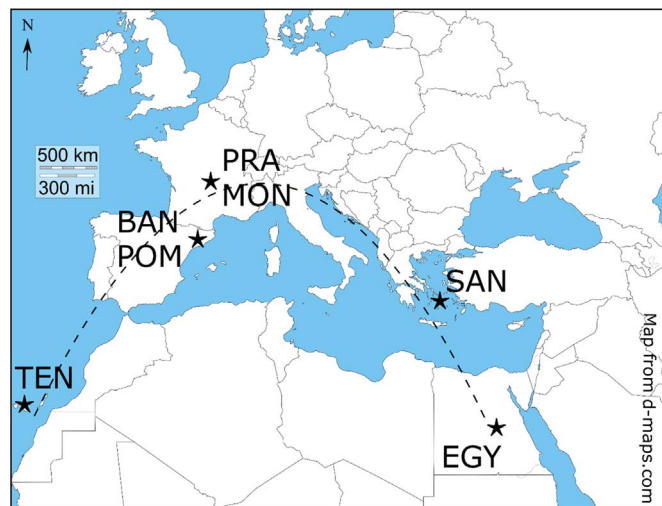 N
500 km
300 mi
PRA
MON
BAN
POM
SAN
TEN
EGY
Map from d-maps.com